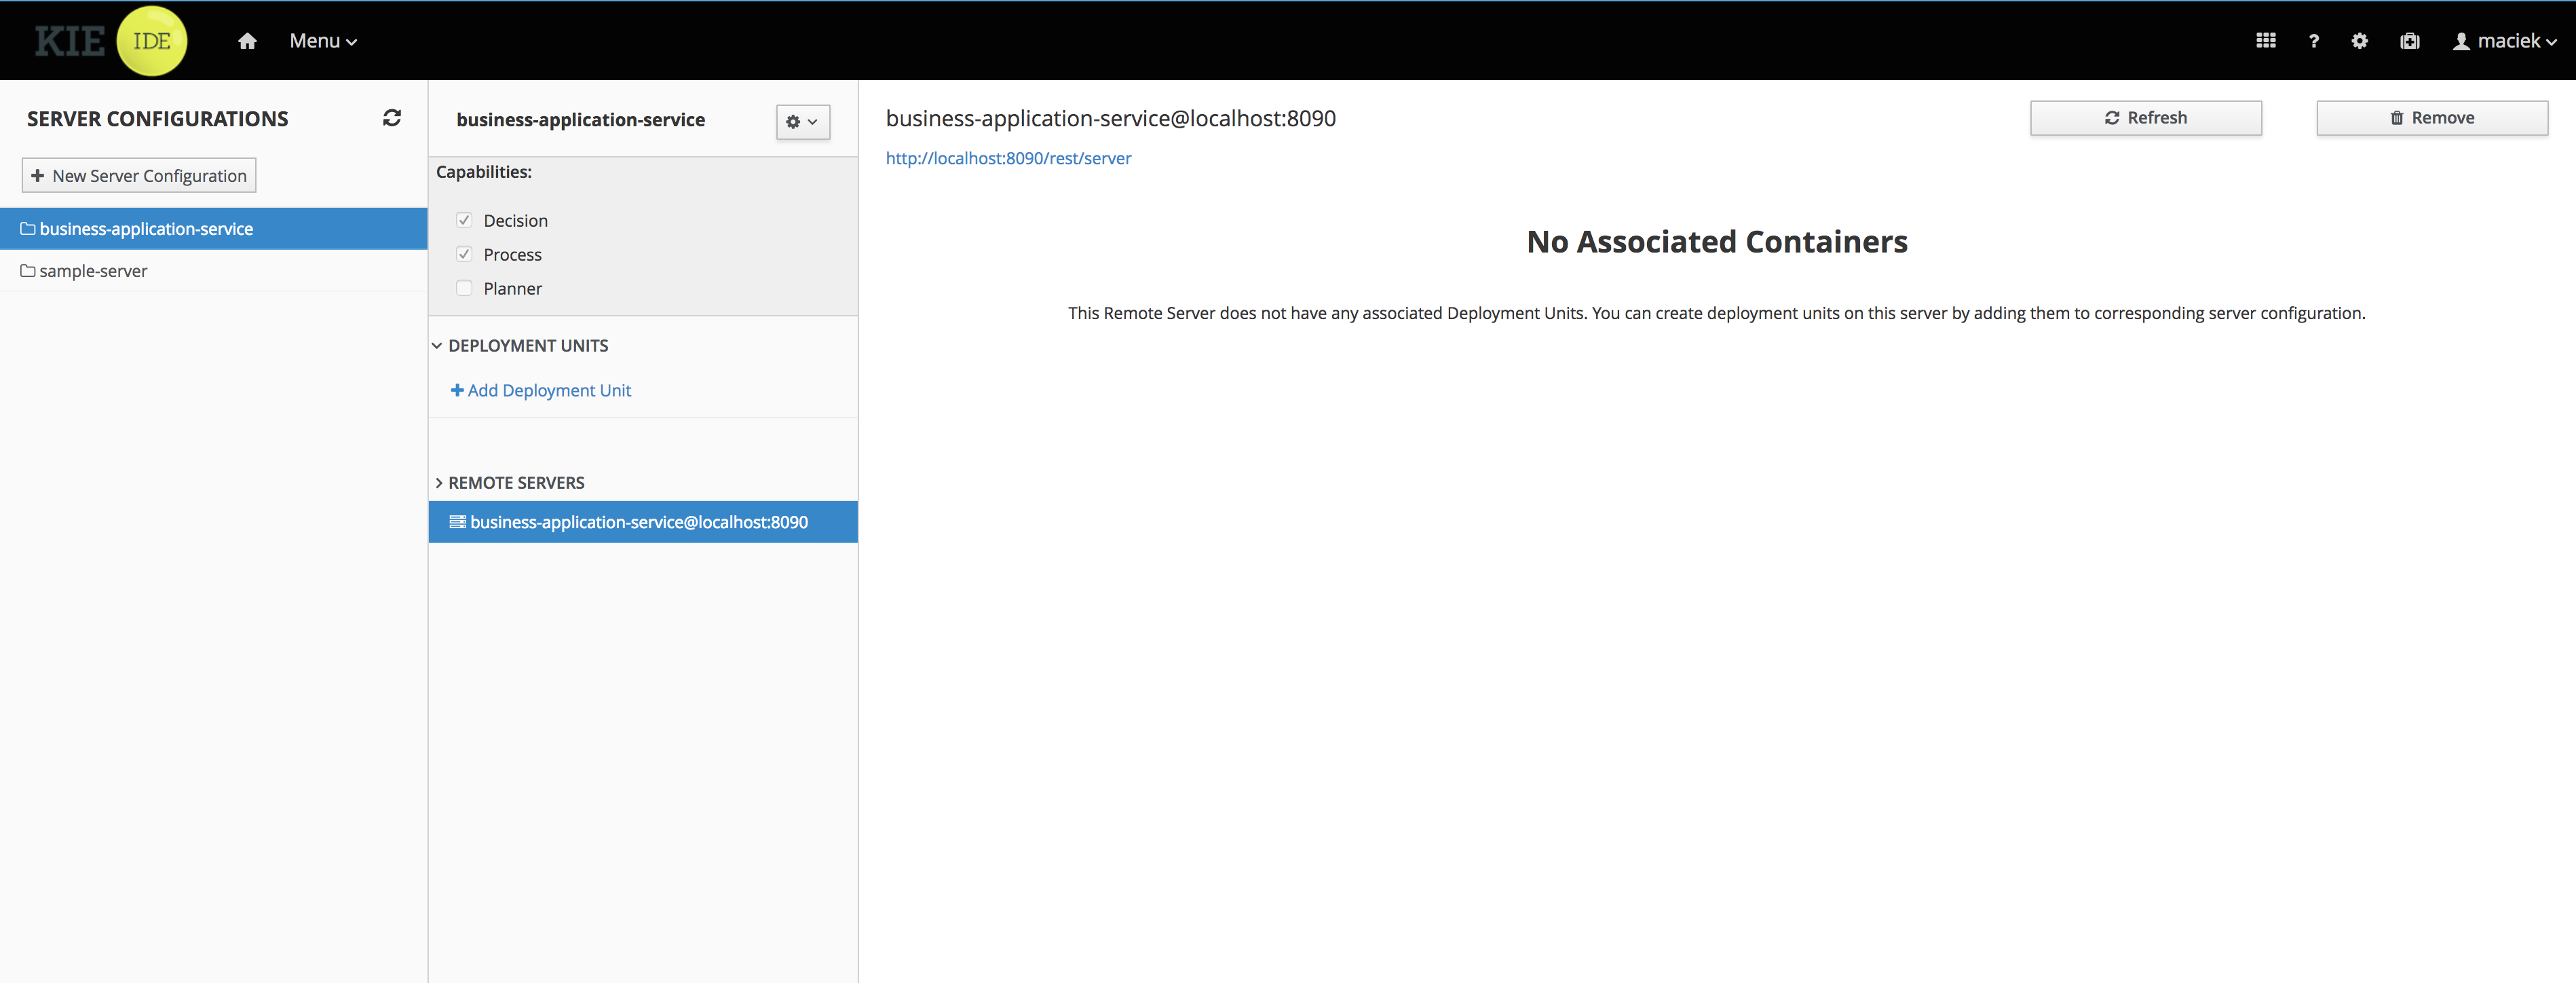 KIE IDE Menu ? maciek
SERVER CONFIGURATIONS
New Server Configuration
business-application-service
sample-server
business-application-service
Capabilities:
Decision
Process
Planner
DEPLOYMENT UNITS
Add Deployment Unit
REMOTE SERVERS
business-application-service@localhost:8090
business-application-service@localhost:8090
Refresh
Remove
http://localhost:8090/rest/server
No Associated Containers
This Remote Server does not have any associated Deployment Units. You can create deployment units on this server by adding them to corresponding server configuration.